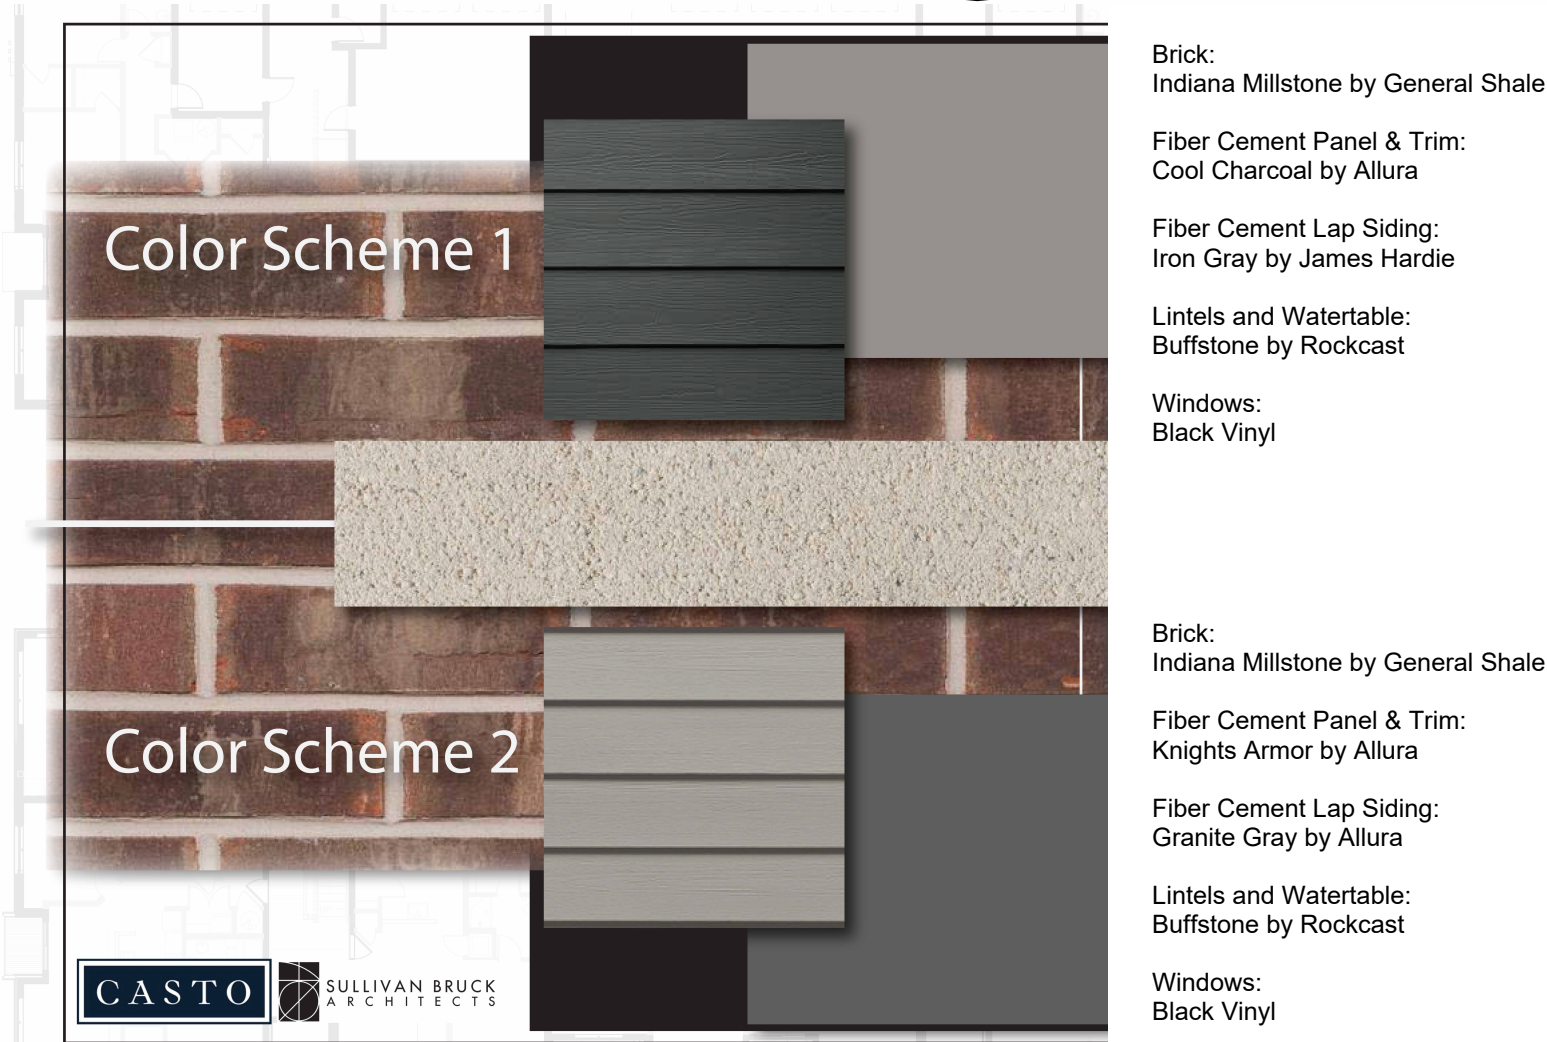 Color Scheme 1
Brick:
Indiana Millstone by General Shale
Fiber Cement Panel & Trim:
Cool Charcoal by Allura
Fiber Cement Lap Siding:
Iron Gray by James Hardie
Lintels and Watertable:
Buffstone by Rockcast
Windows:
Black Vinyl
Color Scheme 2
Brick:
Indiana Millstone by General Shale
Fiber Cement Panel & Trim:
Knights Armor by Allura
Fiber Cement Lap Siding:
Granite Gray by Allura
Lintels and Watertable:
Buffstone by Rockcast
Windows:
Black Vinyl
CASTO
SULLIVAN BRUCK
ARCHITECTS